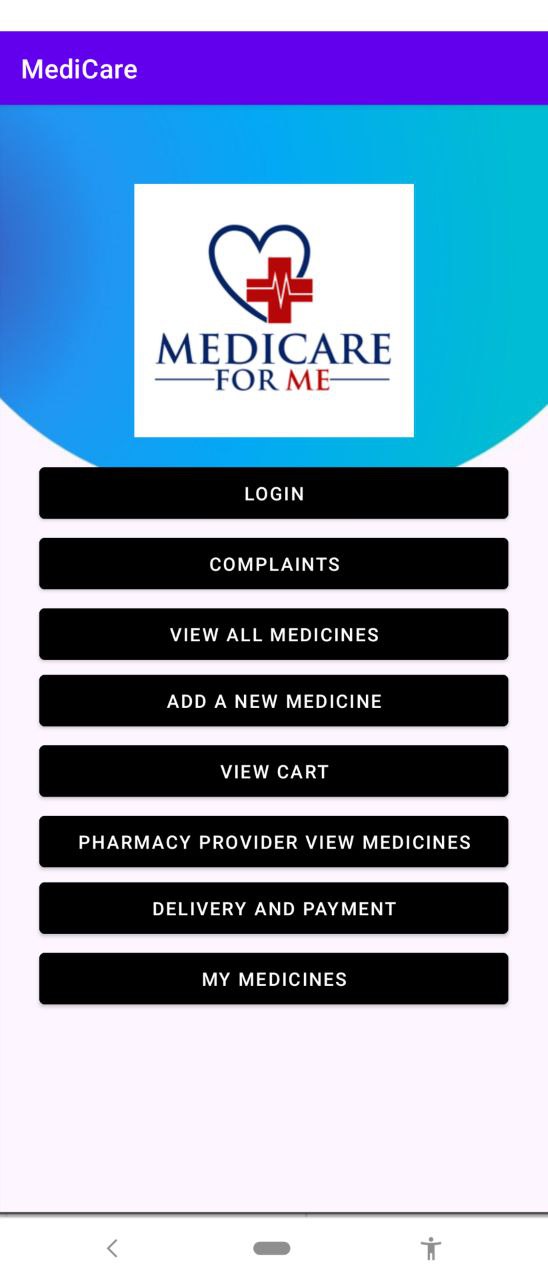 MediCare
MEDICARE
FOR ME
LOGIN
COMPLAINTS
VIEW ALL MEDICINES
ADD A NEW MEDICINE
VIEW CART
PHARMACY PROVIDER VIEW MEDICINES
DELIVERY AND PAYMENT
MY MEDICINES